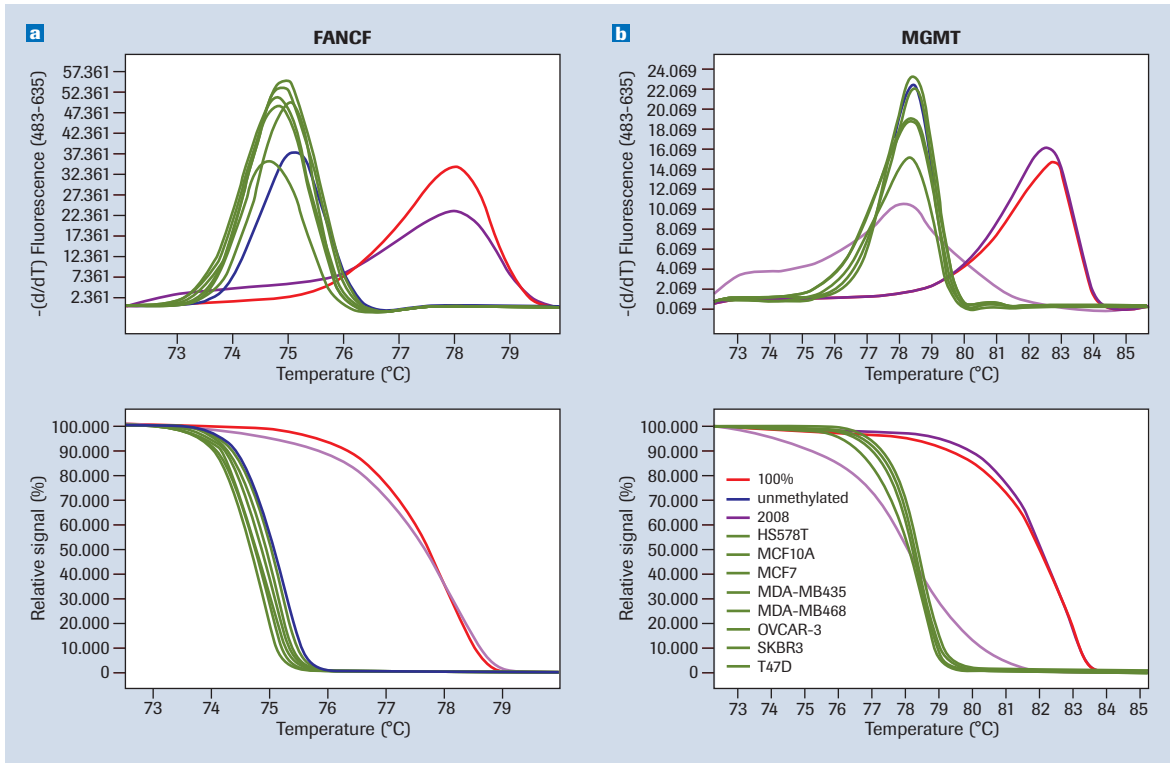 a
FANCF
-(d/dT) Fluorescence (483-635)
57.361
52.361
47.361
42.361
37.361
32.361
27.361
22.361
17.361
12.361
7.361
2.361
73 74 75 76 77 78 79
Temperature (°C)
b
MGMT
-(d/dT) Fluorescence (483-635)
24.069
22.069
20.069
18.069
16.069
14.069
12.069
10.069
8.069
6.069
4.069
2.069
0.069
73 74 75 76 77 78 79 80 81 82 83 85
Temperature (°C)
Relative signal (%)
100.000
90.000
80.000
70.000
60.000
50.000
40.000
30.000
20.000
10.000
0
73 74 75 76 77 78 79
Temperature (°C)
Relative signal (%)
100.000
90.000
80.000
70.000
60.000
50.000
40.000
30.000
20.000
10.000
0
100%
unmethylated
2008
HS578T
MCF10A
MCF7
MDA-MB435
MDA-MB468
OVCAR-3
SKBR3
T47D
73 74 75 76 77 78 79 80 81 82 83 84 85
Temperature (°C)